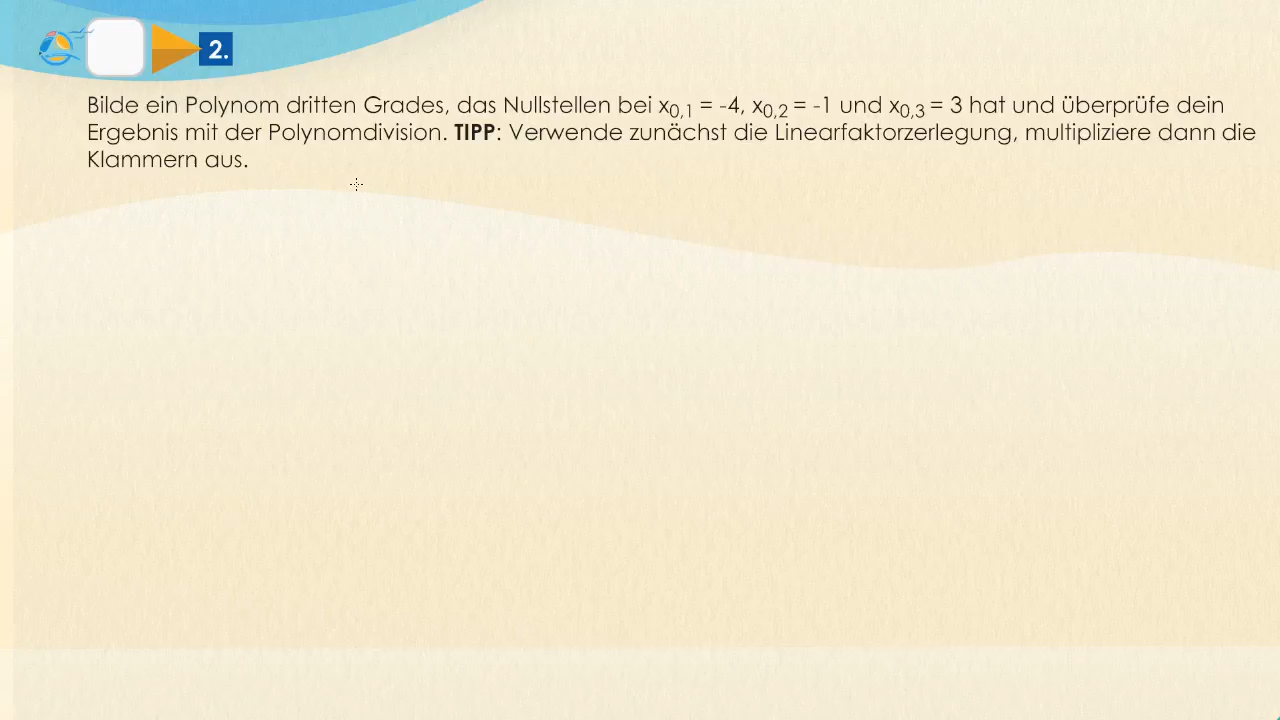 2.
Bilde ein Polynom dritten Grades, das Nullstellen bei x0,1 = -4, x0,2 = -1 und x0,3 = 3 hat und überprüfe dein
Ergebnis mit der Polynomdivision. TIPP: Verwende zunächst die Linearfaktorzerlegung, multipliziere dann die
Klammern aus.